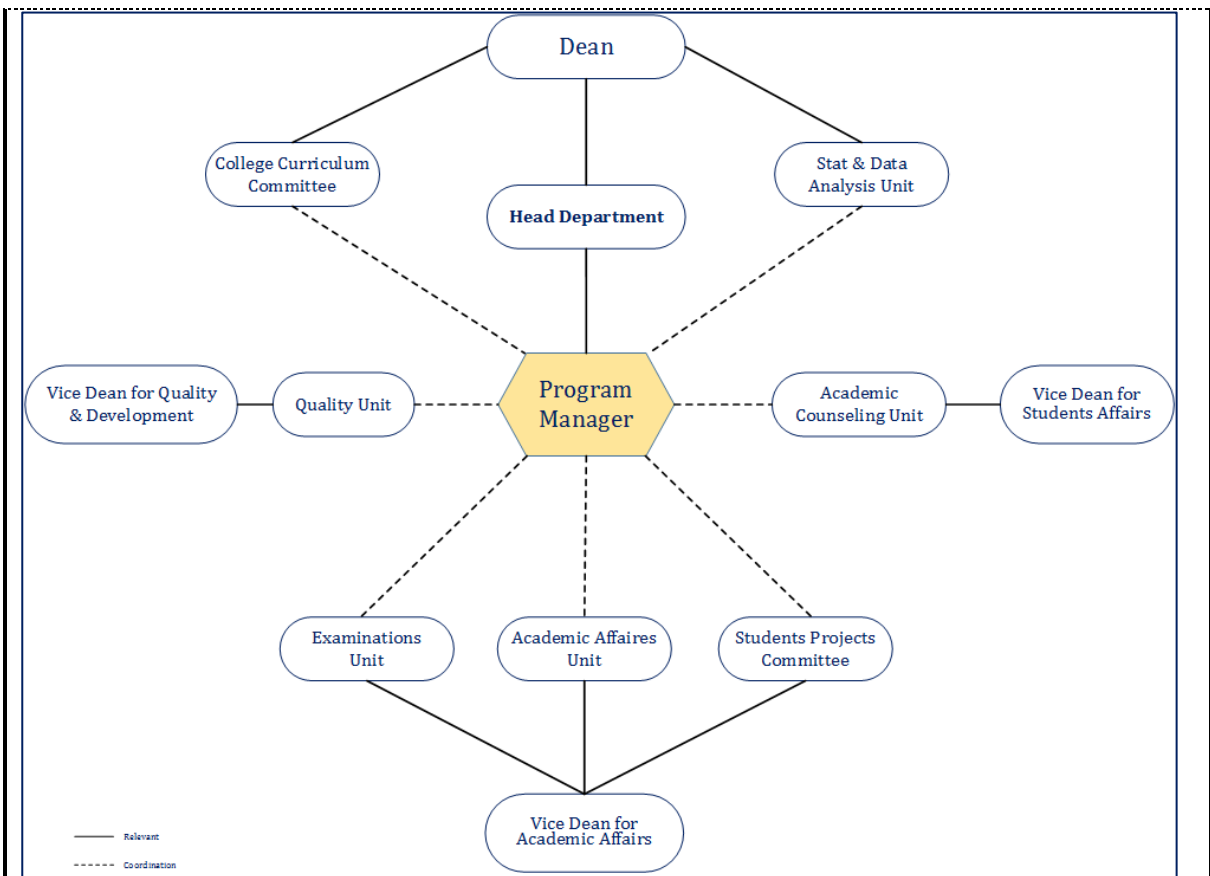 Dean
College Curriculum
Committee
Stat & Data
Analysis Unit
Head Department
Vice Dean for Quality
& Development
Quality Unit
Program
Manager
Academic
Counseling Unit
Vice Dean for
Students Affairs
Examinations
Unit
Academic Affaires
Unit
Students Projects
Committee
Vice Dean for
Academic Affairs
Relevant
Coordination